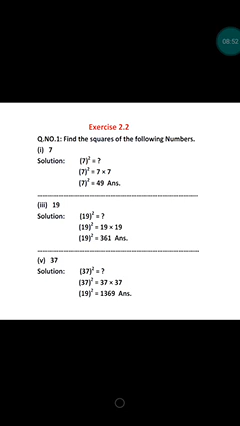 08:52
Exercise 2.2
Q.NO.1: Find the squares of the following Numbers.
(i) 7
Solution: (7)² = ?
(7)² = 7 × 7
(7)² = 49 Ans.
(iii) 19
Solution: (19)² = ?
(19)² = 19 × 19
(19)² = 361 Ans.
(v) 37
Solution: (37)² = ?
(37)² = 37 × 37
(19)² = 1369 Ans.